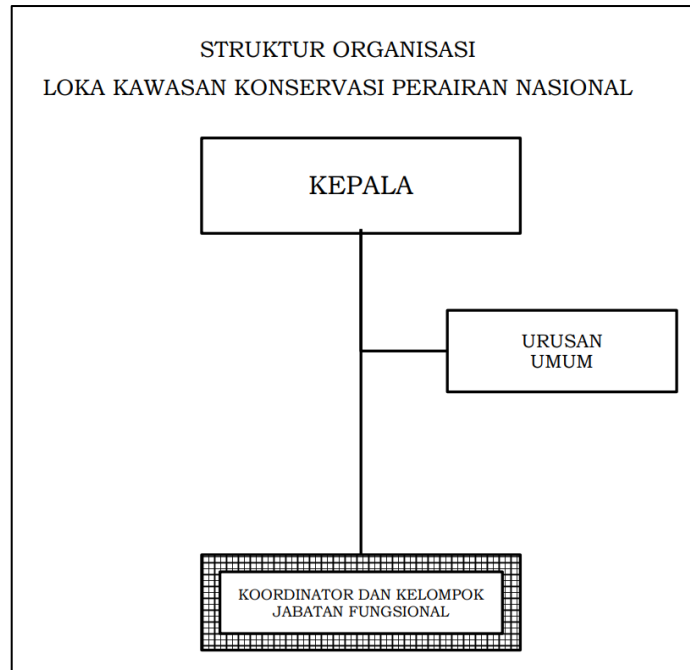 STRUKTUR ORGANISASI
LOKA KAWASAN KONSERVASI PERAIRAN NASIONAL
KEPALA
URUSAN
UMUM
KOORDINATOR DAN KELOMPOK
JABATAN FUNGSIONAL